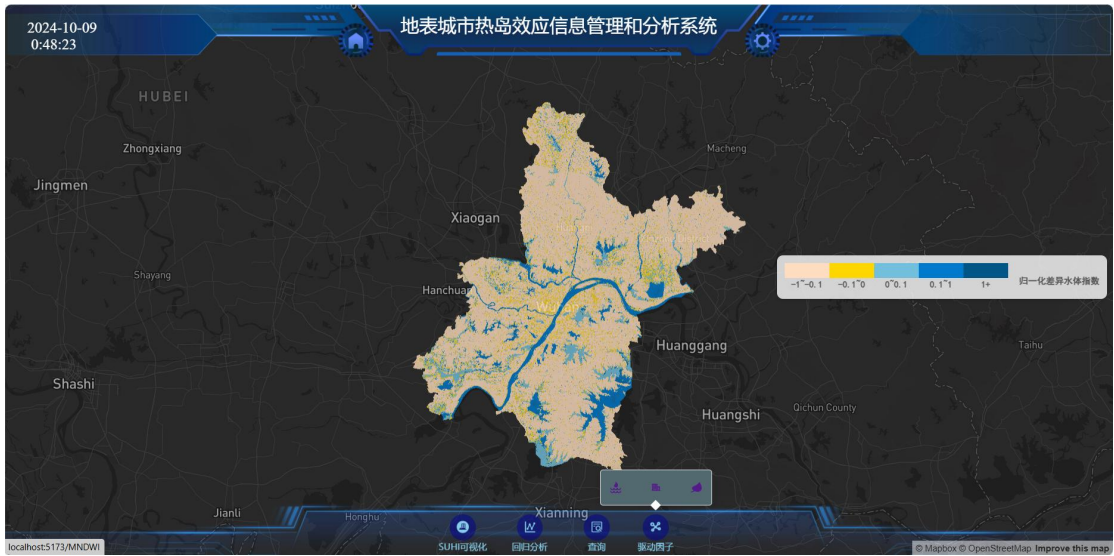 2024-10-09
0:48:23
地表城市热岛效应信息管理和分析系统
HUBEI
Zhongxiang
Macheng
Jingmen
Xiaogan
Shayang
Hanchuan
Wuhan
-1~-0.1
-0.1~0
0~0.1
0.1~1
1+
归一化差异水体指数
Huanggang
Taihu
Shashi
Huangshi
Qichun County
Jianli
Honghu
Xianning
SUHI可视化
回归分析
查询
驱动因子
localhost:5173/MNDWI
© Mapbox © OpenStreetMap Improve this map